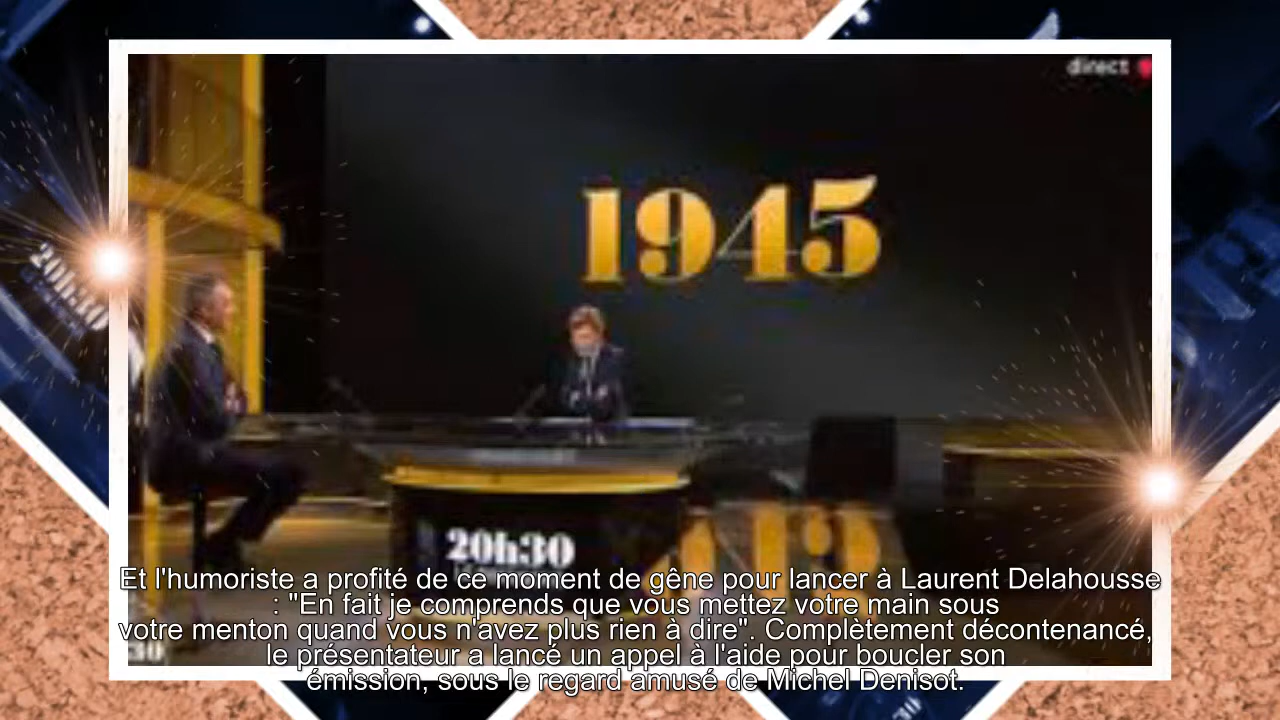 direct
1945
20h30
Et l'humoriste a profité de ce moment de gêne pour lancer à Laurent Delahousse
: "En fait je comprends que vous mettez votre main sous
votre menton quand vous n'avez plus rien à dire". Complètement décontenancé,
30
le présentateur a lancé un appel à l'aide pour boucler son
émission, sous le regard amusé de Michel Denisot.